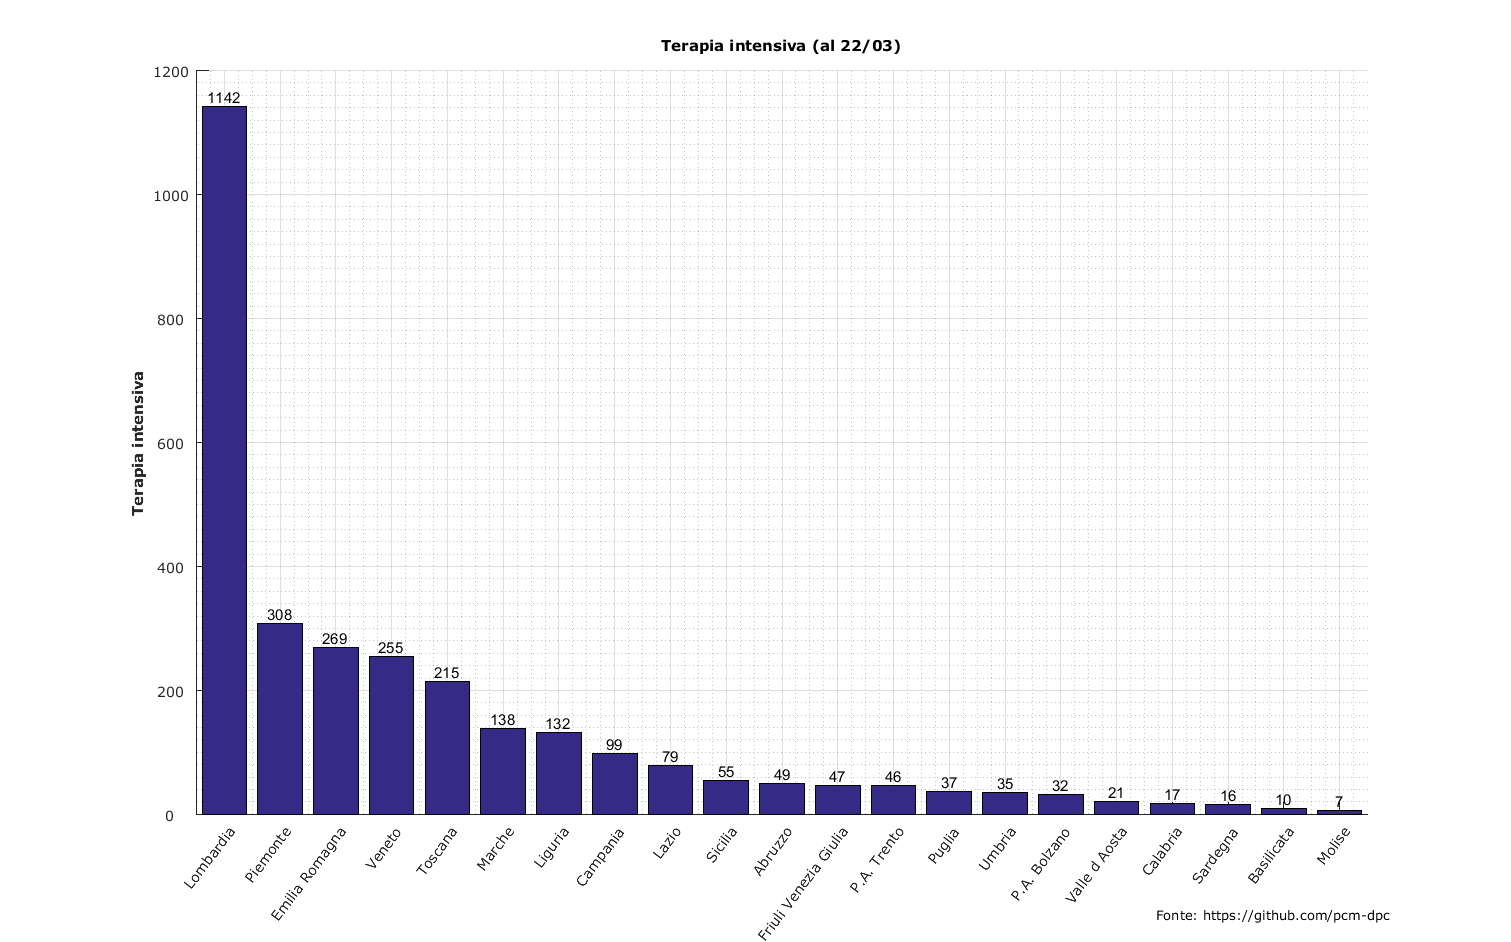 Terapia intensiva (al 22/03)
Terapia intensiva
1200
1000
800
600
400
200
0
1142
308
269
255
215
138
132
99
79
55
49
47
46
37
35
32
21
17
16
10
7
Lombardia
Piemonte
Emilia Romagna
Veneto
Toscana
Marche
Liguria
Campania
Lazio
Sicilia
Abruzzo
Friuli Venezia Giulia
P.A. Trento
Puglia
Umbria
P.A. Bolzano
Valle d Aosta
Calabria
Sardegna
Basilicata
Molise
Fonte: https://github.com/pcm-dpc